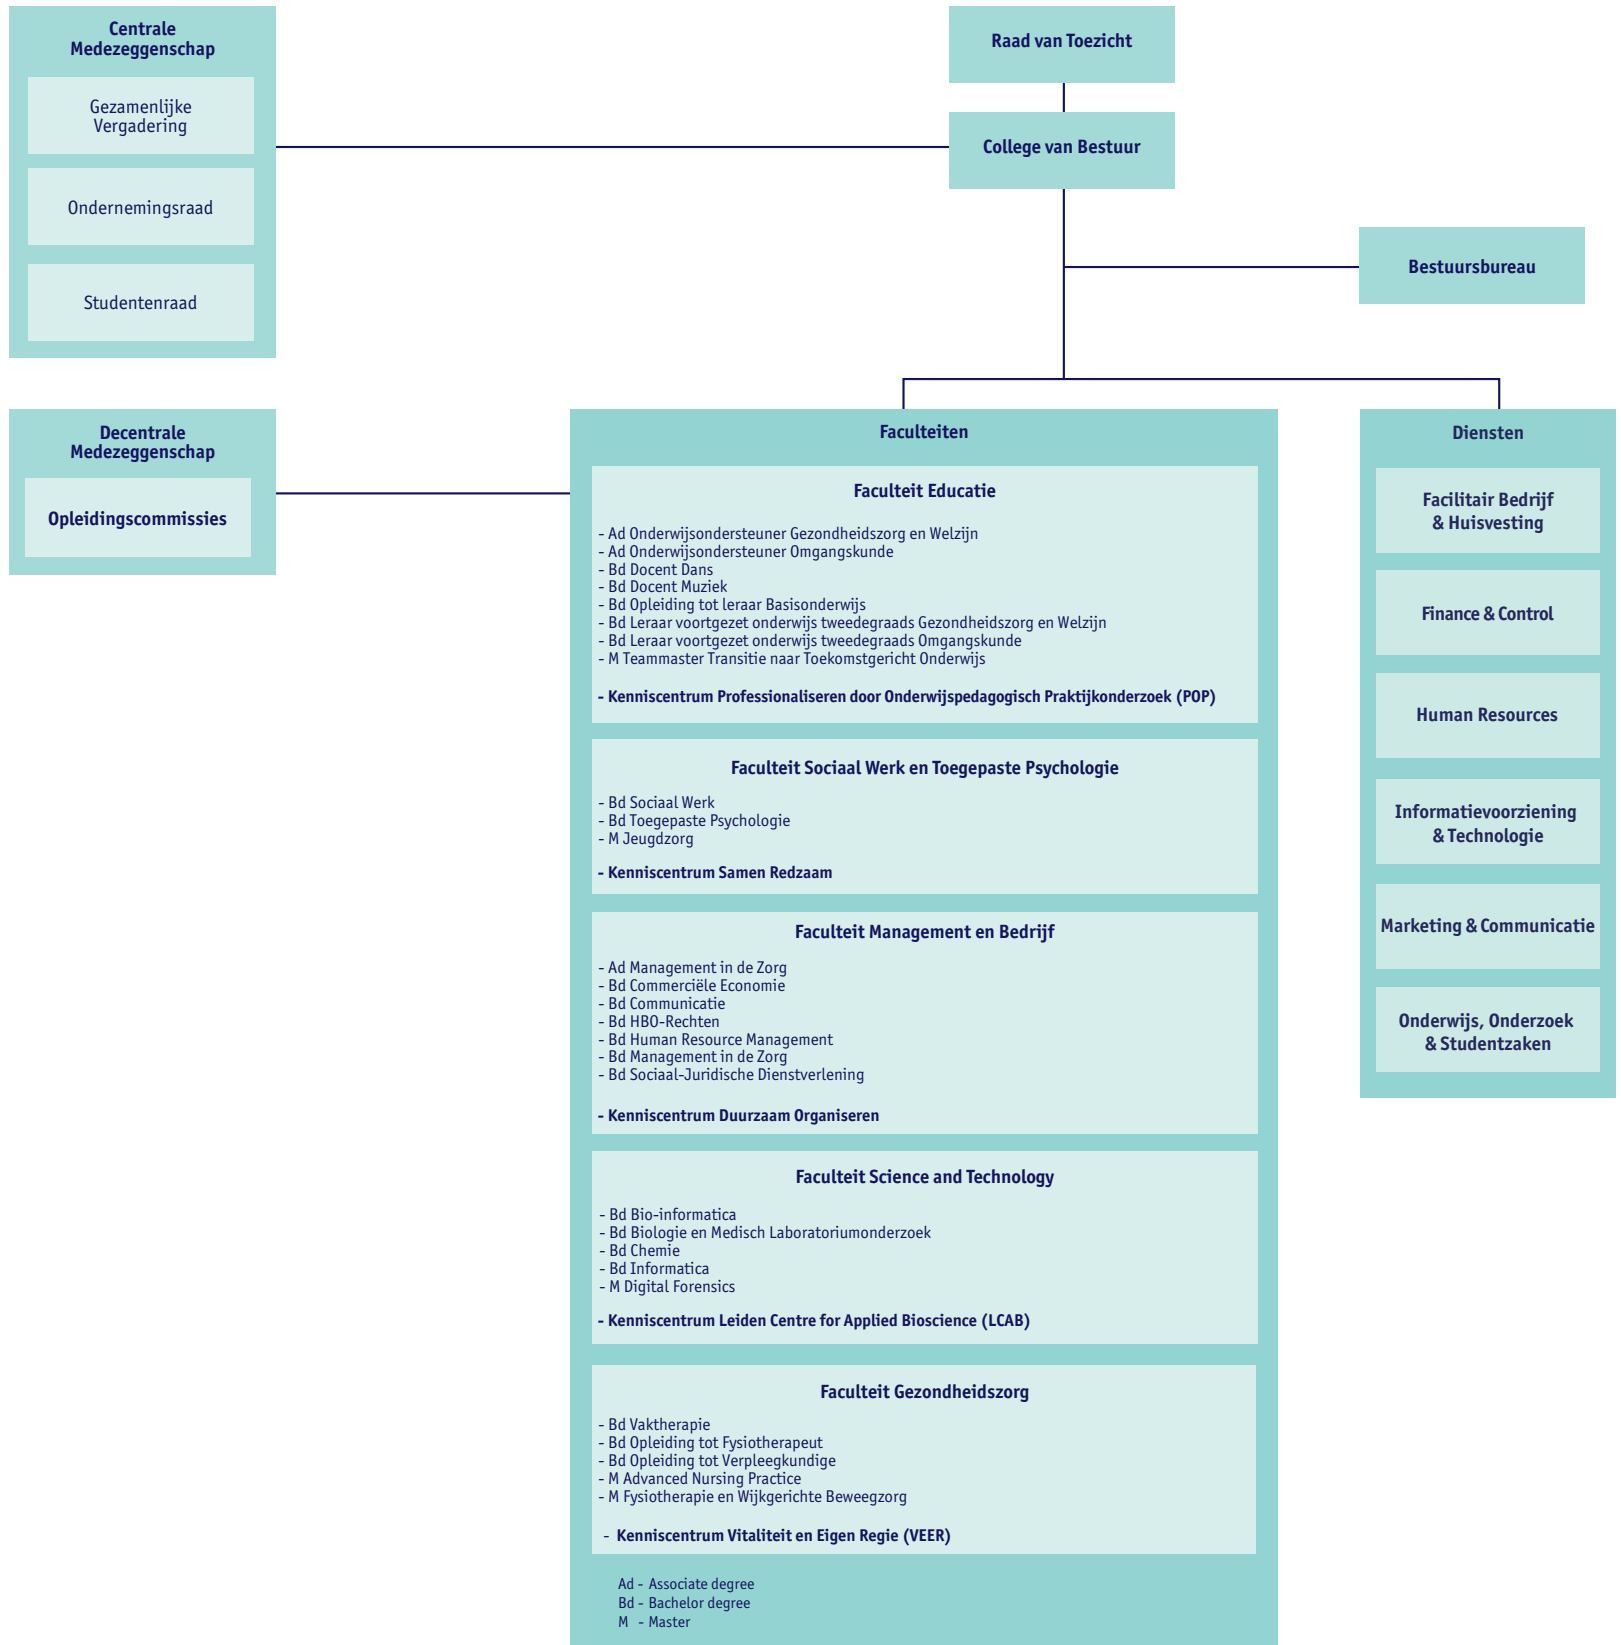 Centrale
Medezeggenschap
Gezamenlijke
Vergadering
Ondernemingsraad
Studentenraad
Raad van Toezicht
College van Bestuur
Bestuursbureau
Decentrale
Medezeggenschap
Opleidingscommissies
Faculteiten
Faculteit Educatie
- Ad Onderwijsondersteuner Gezondheidszorg en Welzijn
- Ad Onderwijsondersteuner Omgangskunde
- Bd Docent Dans
- Bd Docent Muziek
- Bd Opleiding tot leraar Basisonderwijs
- Bd Leraar voortgezet onderwijs tweedegraads Gezondheidszorg en Welzijn
- Bd Leraar voortgezet onderwijs tweedegraads Omgangskunde
- M Teammaster Transitie naar Toekomstgericht Onderwijs
- Kenniscentrum Professionaliseren door Onderwijspedagogisch Praktijkonderzoek (POP)
Faculteit Sociaal Werk en Toegepaste Psychologie
- Bd Sociaal Werk
- Bd Toegepaste Psychologie
- M Jeugdzorg
- Kenniscentrum Samen Redzaam
Faculteit Management en Bedrijf
- Ad Management in de Zorg
- Bd Commerciële Economie
- Bd Communicatie
- Bd HBO-Rechten
- Bd Human Resource Management
- Bd Management in de Zorg
- Bd Sociaal-Juridische Dienstverlening
- Kenniscentrum Duurzaam Organiseren
Faculteit Science and Technology
- Bd Bio-informatica
- Bd Biologie en Medisch Laboratoriumonderzoek
- Bd Chemie
- Bd Informatica
- M Digital Forensics
- Kenniscentrum Leiden Centre for Applied Bioscience (LCAB)
Faculteit Gezondheidszorg
- Bd Vaktherapie
- Bd Opleiding tot Fysiotherapeut
- Bd Opleiding tot Verpleegkundige
- M Advanced Nursing Practice
- M Fysiotherapie en Wijkgerichte Beweegzorg
- Kenniscentrum Vitaliteit en Eigen Regie (VEER)
Ad - Associate degree
Bd - Bachelor degree
M - Master
Diensten
Facilitair Bedrijf
& Huisvesting
Finance & Control
Human Resources
Informatievoorziening
& Technologie
Marketing & Communicatie
Onderwijs, Onderzoek
& Studentzaken